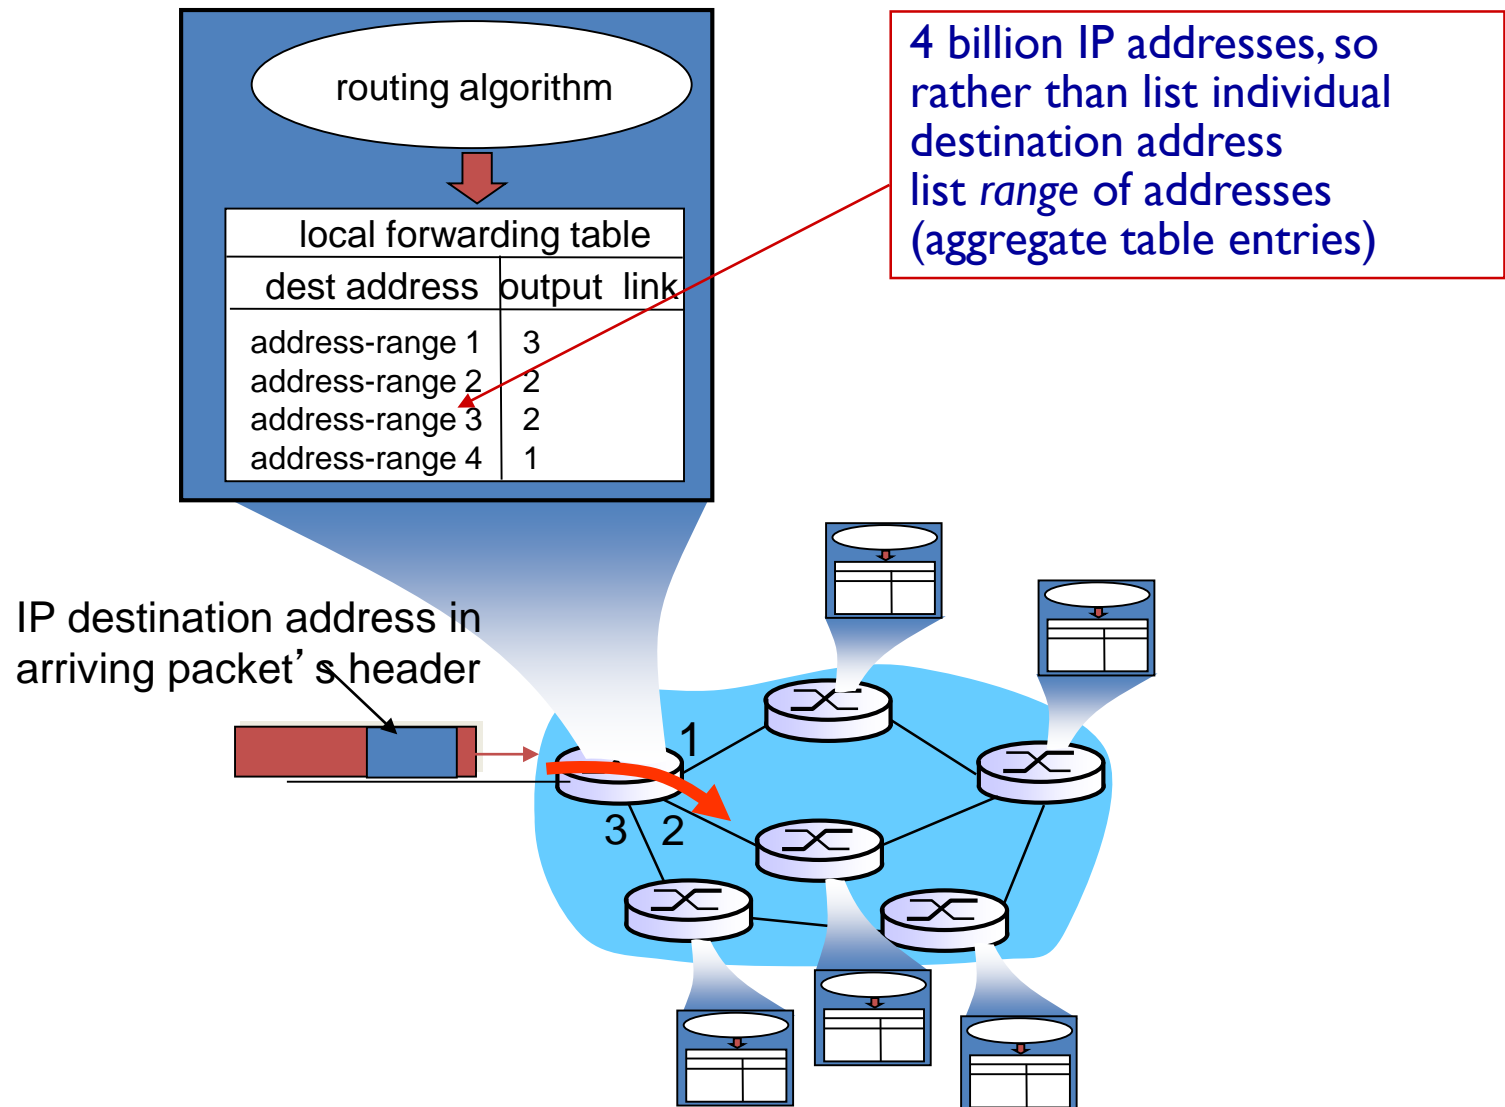 routing algorithm
local forwarding table
dest address output link
address-range 1 3
address-range 2 2
address-range 3 2
address-range 4 1
4 billion IP addresses, so
rather than list individual
destination address
list range of addresses
(aggregate table entries)
IP destination address in
arriving packet’s header
1
3 2